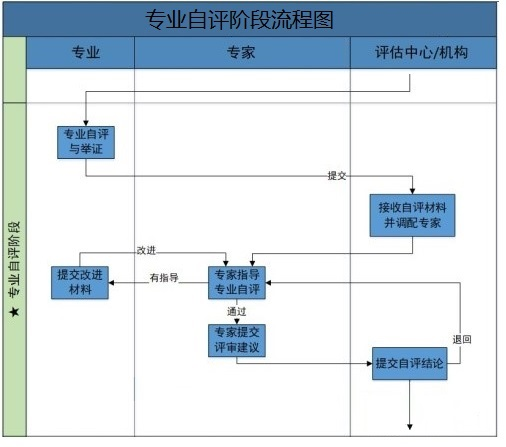 专业自评阶段流程图
专业
专家
评估中心/机构
★ 专业自评阶段
专业自评
与举证
提交
接收自评材料
并调配专家
改进
提交改进
材料
有指导
专家指导
专业自评
通过
专家提交
评审建议
退回
提交自评结论